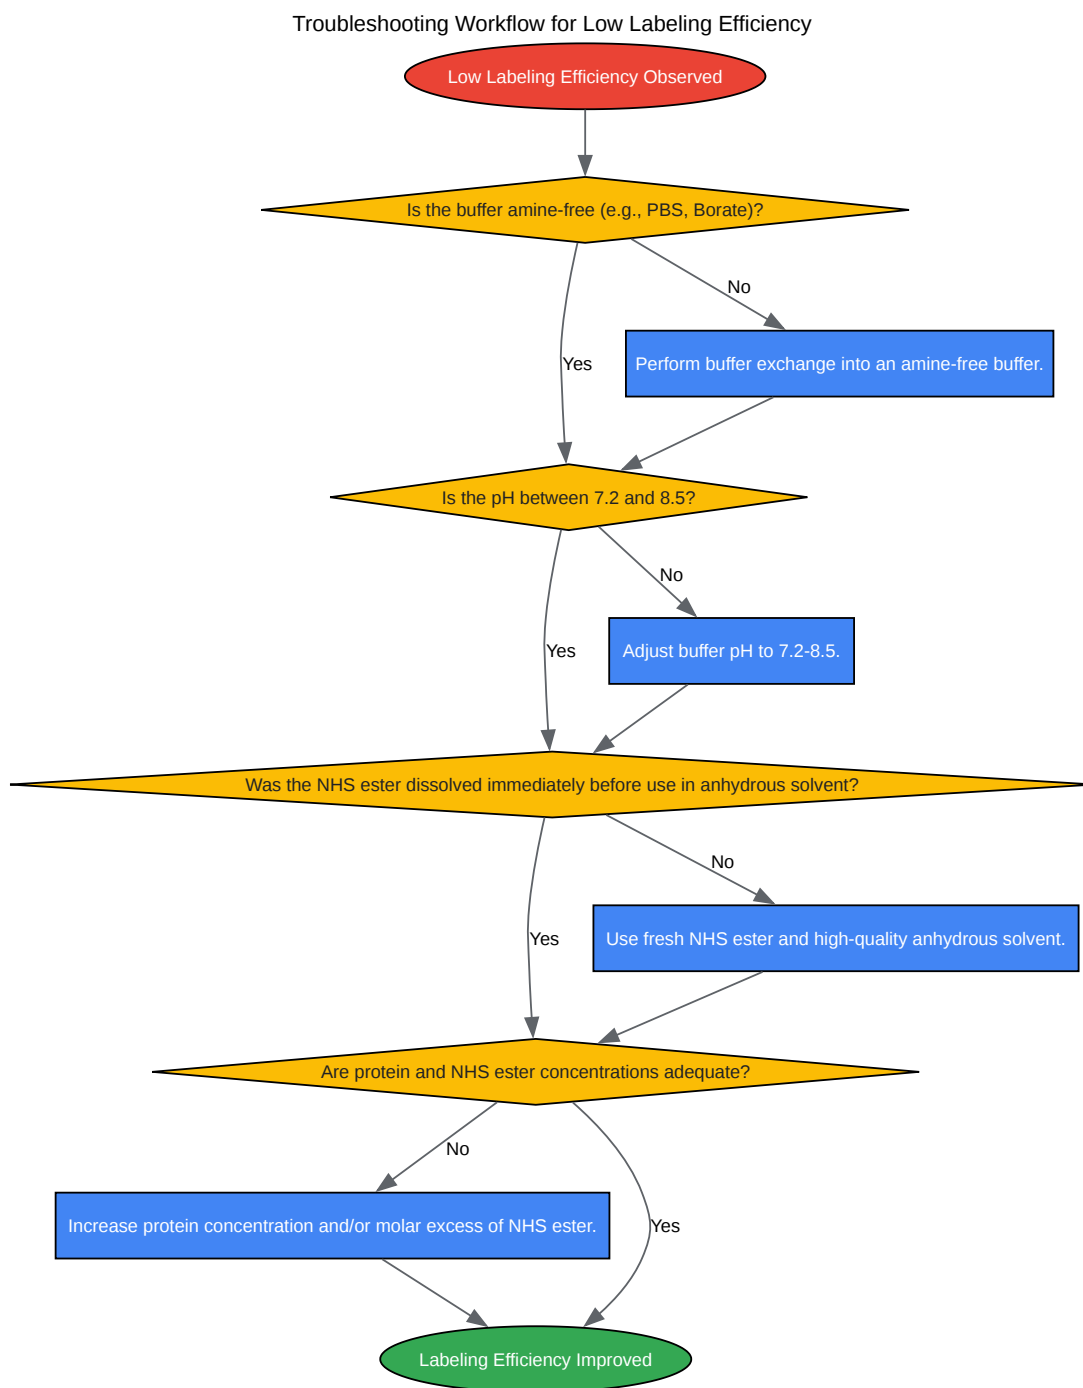 Troubleshooting Workflow for Low Labeling Efficiency
Low Labeling Efficiency Observed
Is the buffer amine-free (e.g., PBS, Borate)?
No
Yes
Perform buffer exchange into an amine-free buffer.
Is the pH between 7.2 and 8.5?
No
Yes
Adjust buffer pH to 7.2-8.5.
Was the NHS ester dissolved immediately before use in anhydrous solvent?
No
Yes
Use fresh NHS ester and high-quality anhydrous solvent.
Are protein and NHS ester concentrations adequate?
No
Increase protein concentration and/or molar excess of NHS ester.
Yes
Labeling Efficiency Improved